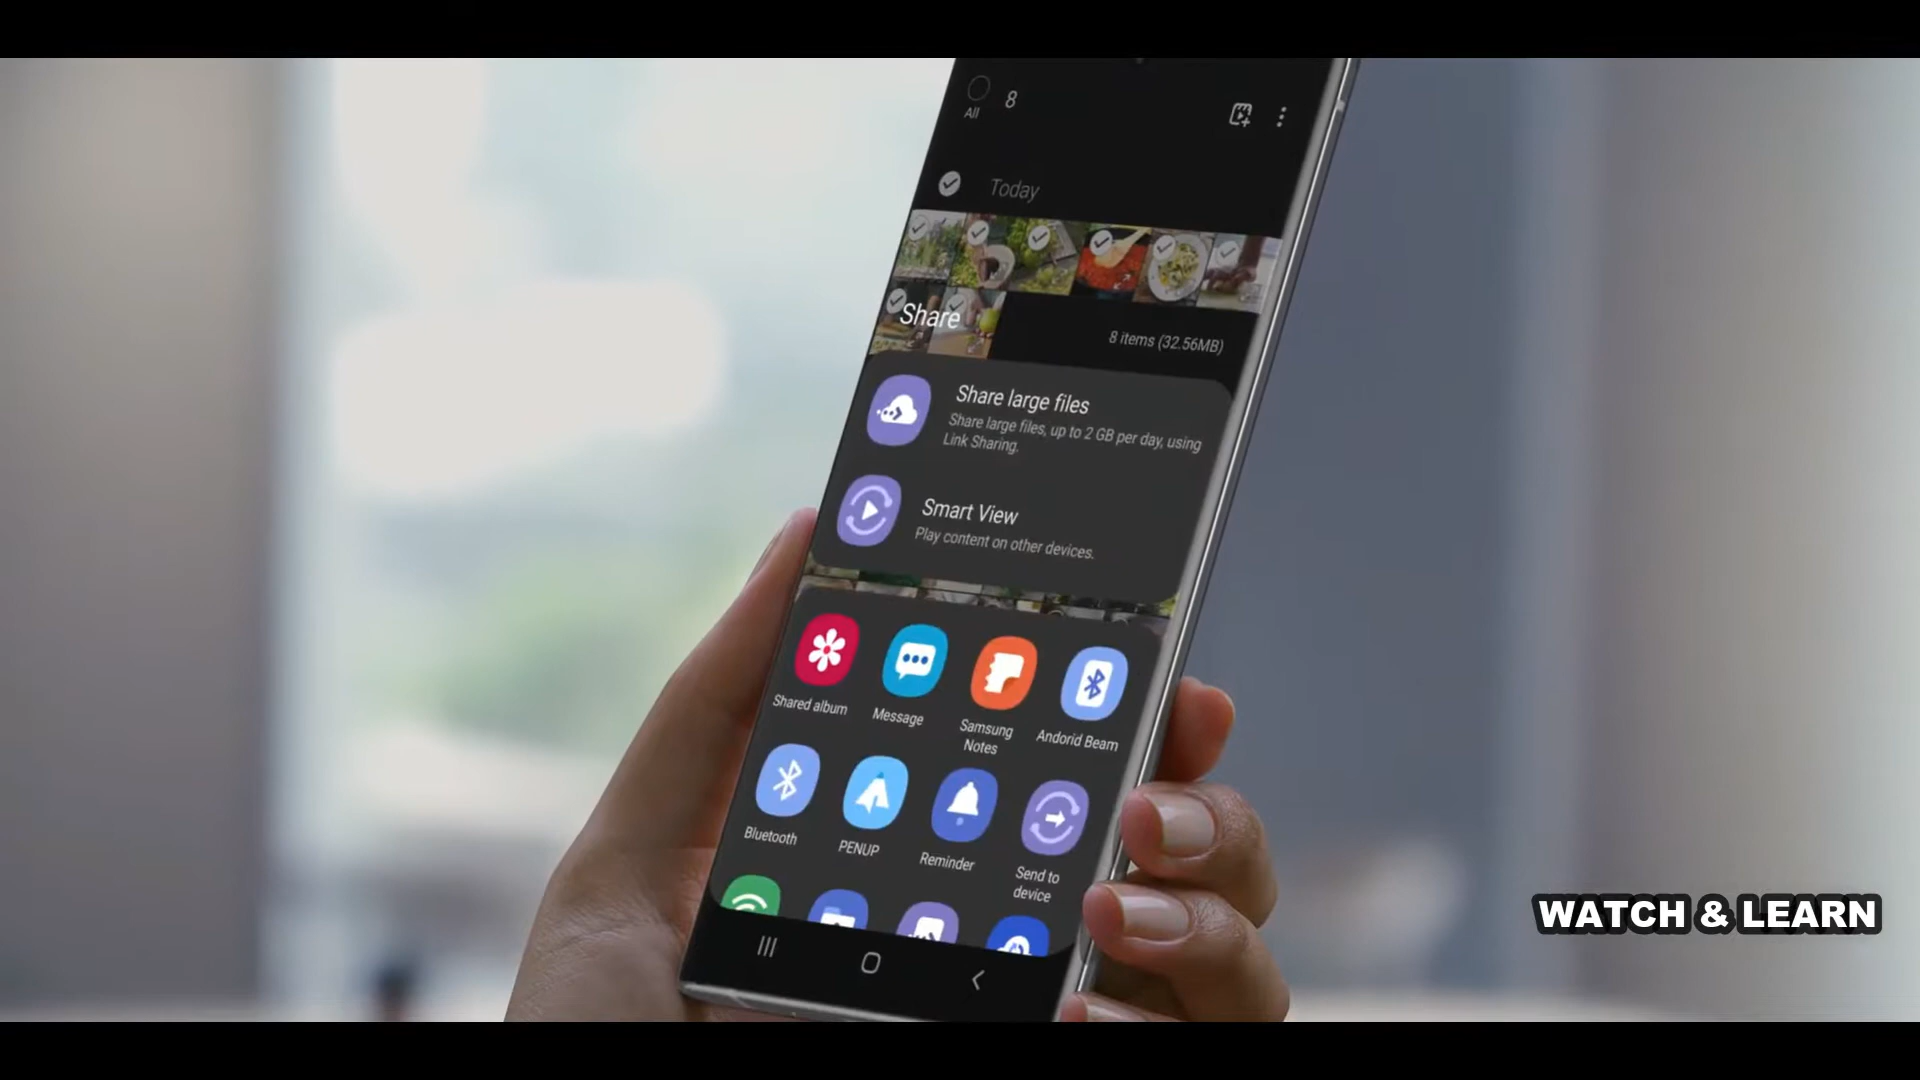 All
8
Today
Share
8 items (32.56MB)
Share large files
Share large files, up to 2 GB per day, using
Link Sharing.
Smart View
Play content on other devices.
Shared album
Message
Samsung
Notes
Andorid Beam
Bluetooth
PENUP
Reminder
Send to
device
WATCH & LEARN